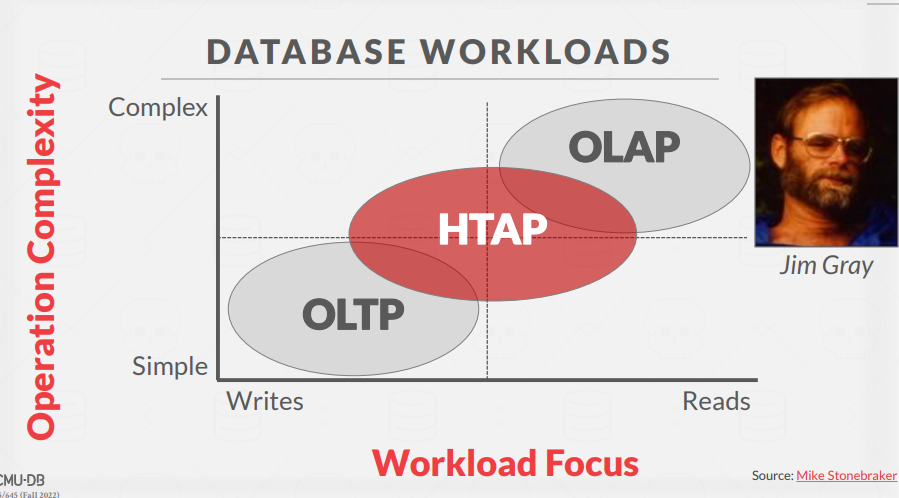 DATABASE WORKLOADS
Operation Complexity
Complex
OLAP
HTAP
OLTP
Jim Gray
Simple
Writes
Reads
Workload Focus
CMU·DB
5/645 (Fall 2022)
Source: Mike Stonebraker